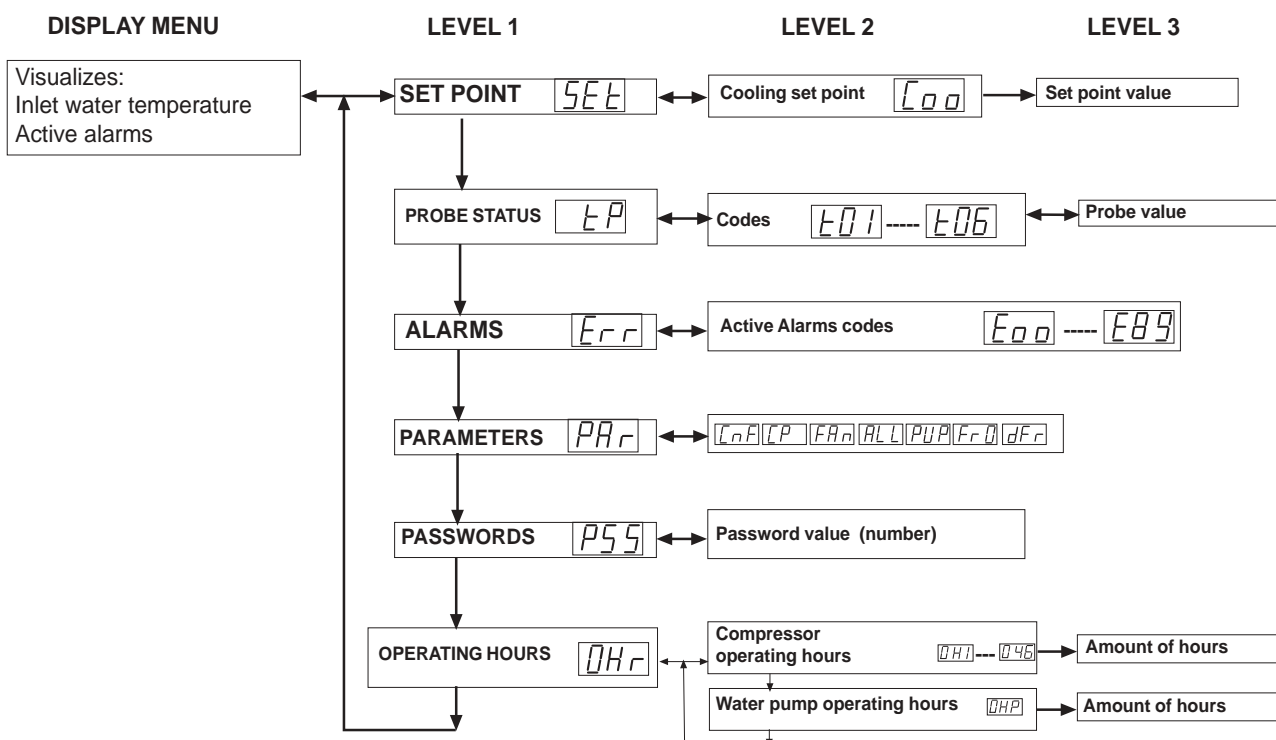 DISPLAY MENU LEVEL 1 LEVEL 2 LEVEL 3
Visualizes:
Inlet water temperature
Active alarms
SET POINT SEt Cooling set point Coo Set point value
PROBE STATUS tP Codes t01 ----- t06 Probe value
ALARMS Err Active Alarms codes Eoo ----- E89
PARAMETERS PAr CnF CP FAn ALL PUP Fr0 dFr
PASSWORDS PSS Password value (number)
OPERATING HOURS OHr
Compressor
operating hours OH1 --- O46 Amount of hours
Water pump operating hours OHP Amount of hours